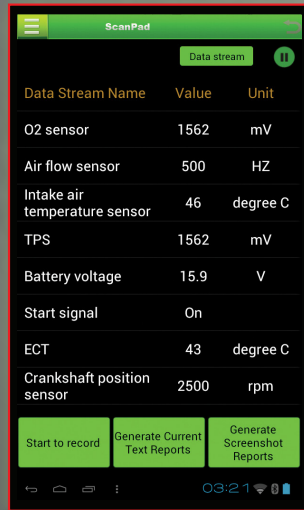 ScanPad
Data stream
Data Stream Name Value Unit
O2 sensor 1562 mV
Air flow sensor 500 HZ
Intake air
temperature sensor 46 degree C
TPS 1562 mV
Battery voltage 15.9 V
Start signal On
ECT 43 degree C
Crankshaft position
sensor 2500 rpm
Start to record
Generate Current
Text Reports
Generate
Screenshot
Reports
03:21